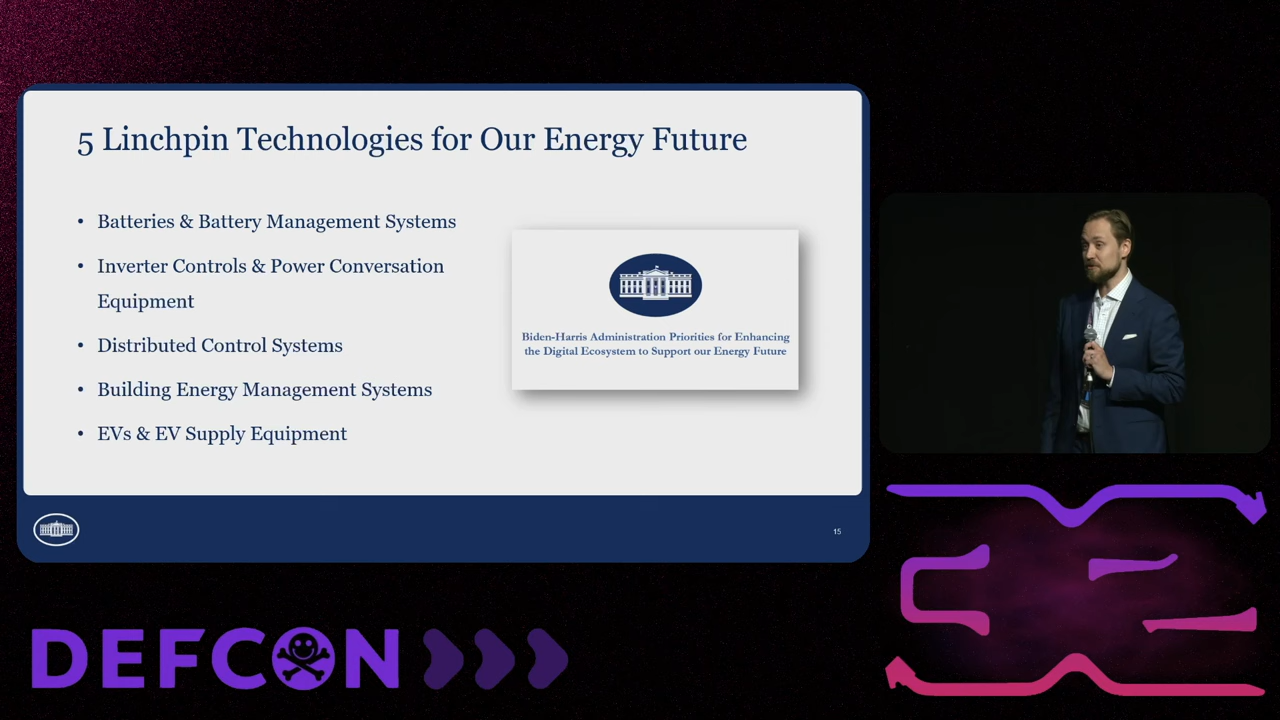 5 Linchpin Technologies for Our Energy Future
• Batteries & Battery Management Systems
• Inverter Controls & Power Conversation
Equipment
• Distributed Control Systems
• Building Energy Management Systems
• EVs & EV Supply Equipment
Biden-Harris Administration Priorities for Enhancing
the Digital Ecosystem to Support our Energy Future
15
DEFCON